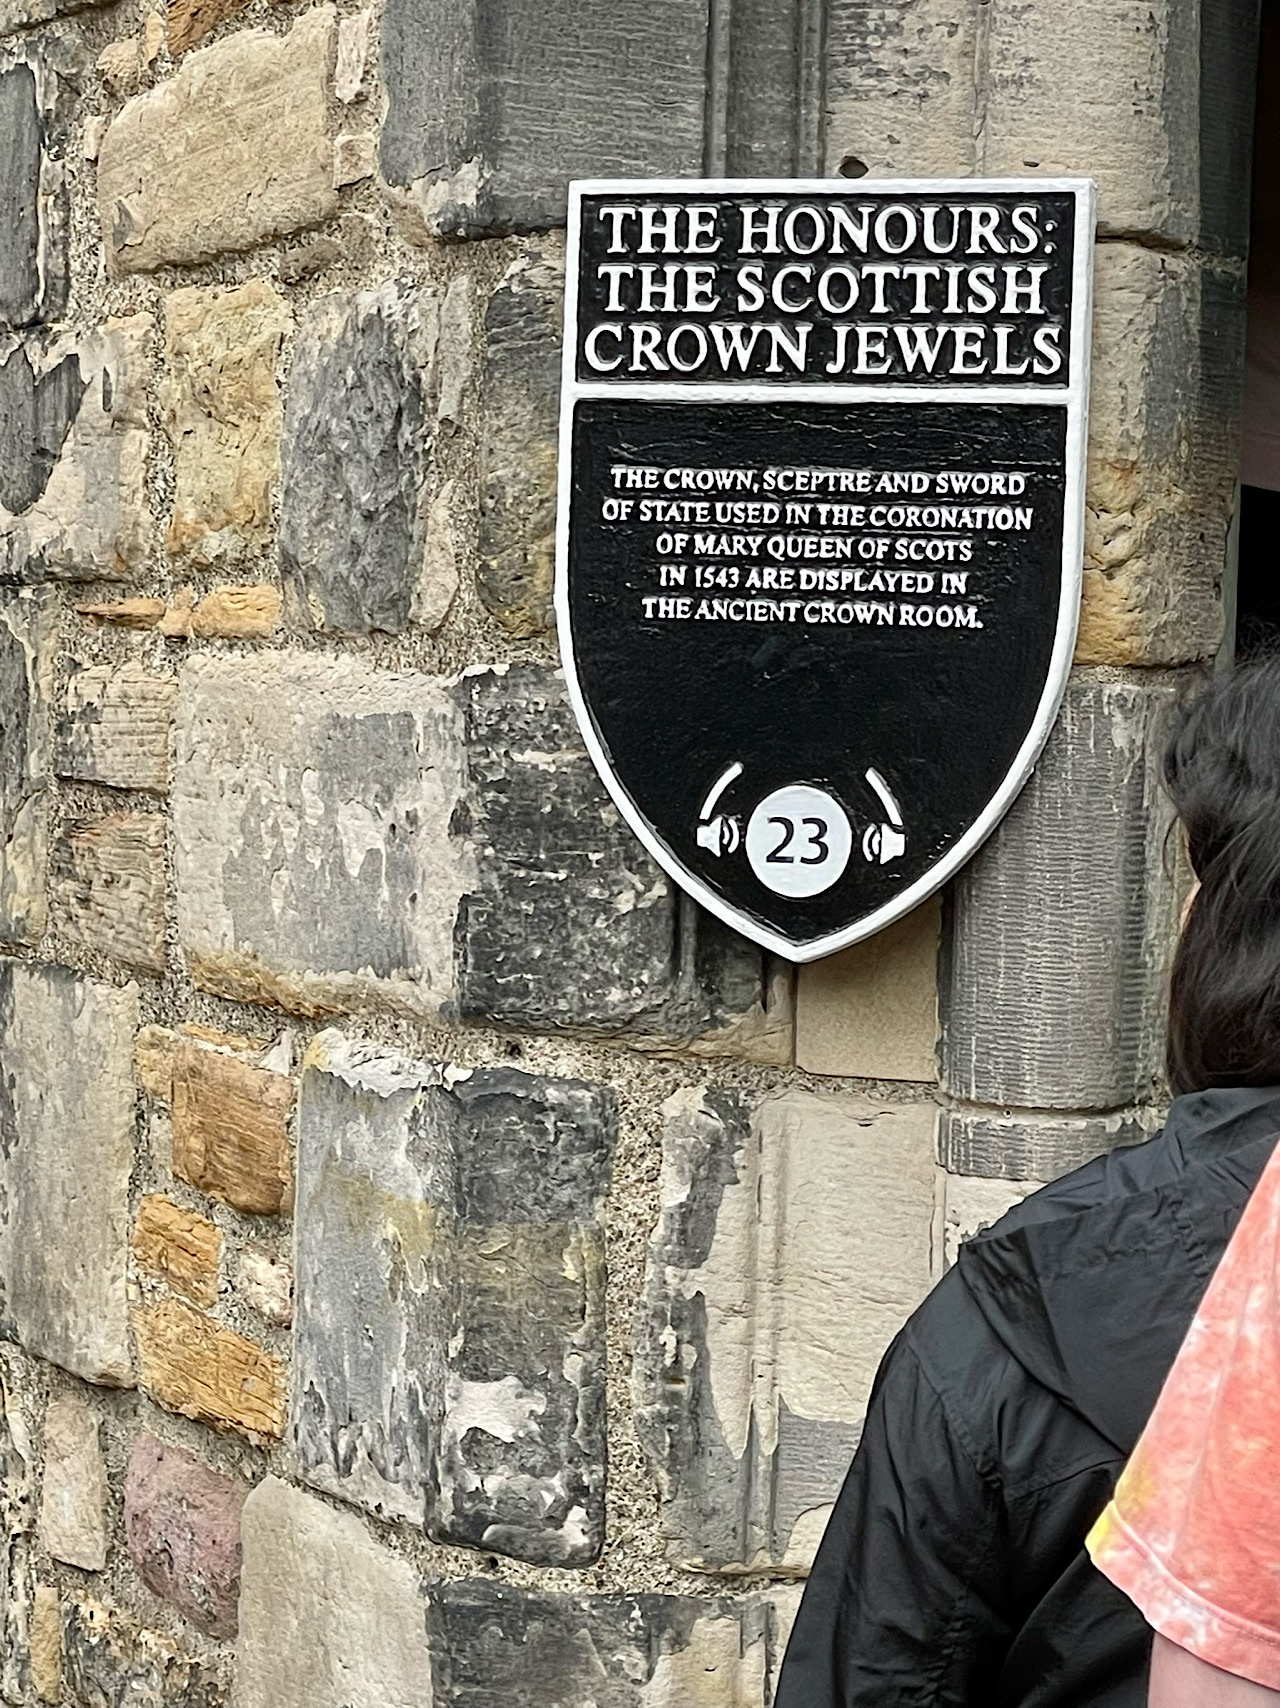 THE HONOURS:
THE SCOTTISH
CROWN JEWELS
THE CROWN, SCEPTRE AND SWORD
OF STATE USED IN THE CORONATION
OF MARY QUEEN OF SCOTS
IN 1543 ARE DISPLAYED IN
THE ANCIENT CROWN ROOM.
23